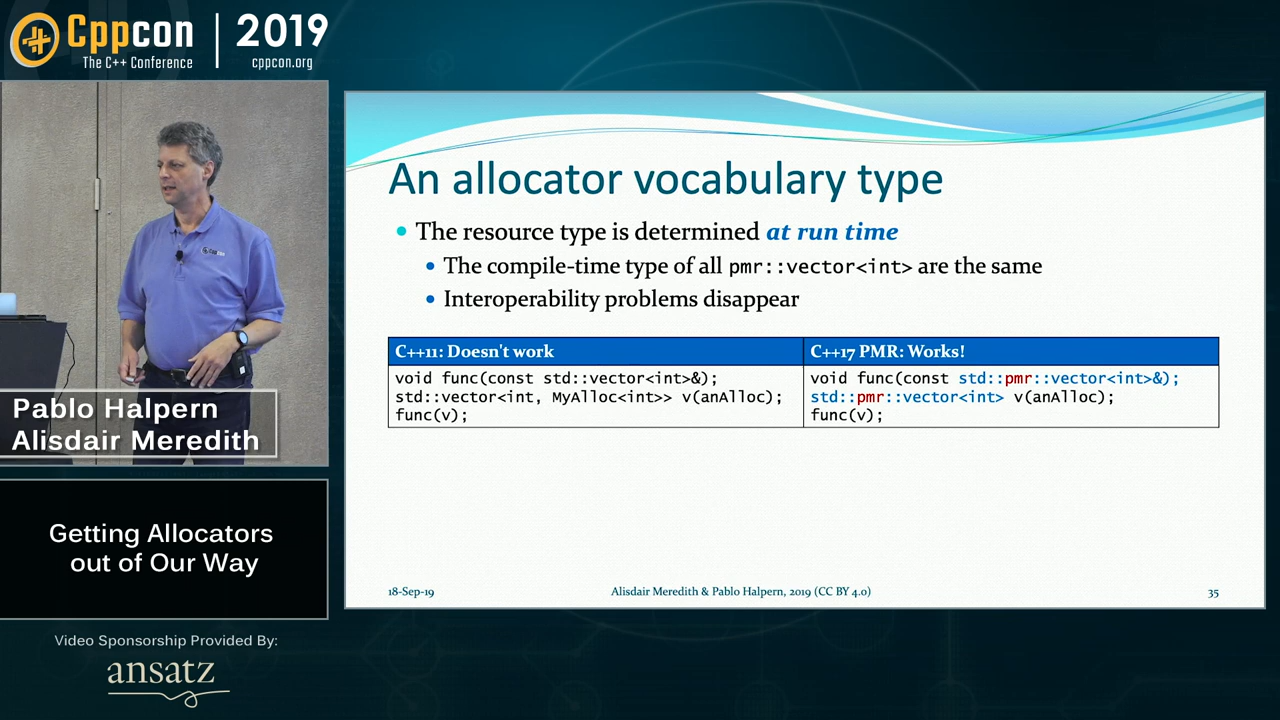 Cppcon | 2019
The C++ Conference
cppcon.org
An allocator vocabulary type
• The resource type is determined at run time
• The compile-time type of all pmr::vector<int> are the same
• Interoperability problems disappear
C++11: Doesn't work
void func(const std::vector<int>&);
std::vector<int, MyAlloc<int>> v(anAlloc);
func(v);
C++17 PMR: Works!
void func(const std::pmr::vector<int>&);
std::pmr::vector<int> v(anAlloc);
func(v);
18-Sep-19
Alisdair Meredith & Pablo Halpern, 2019 (CC BY 4.0)
35
Pablo Halpern
Alisdair Meredith
Getting Allocators
out of Our Way
Video Sponsorship Provided By:
ansatz